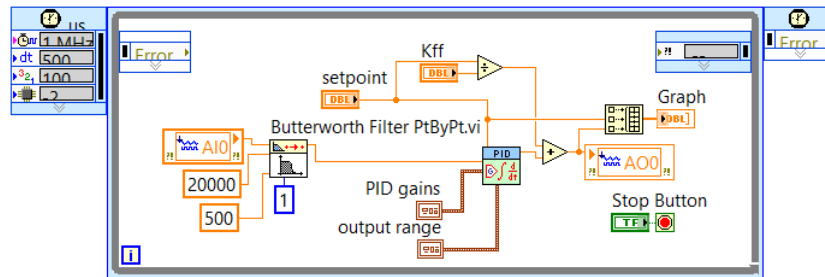 us
1 MHz
dt 500
100
-2
Error
Error
Kff
DBL
÷
setpoint
DBL
Graph
DBL
Butterworth Filter PtByPt.vi
AI0
20000
500
1
PID
PID gains
output range
+
AO0
Stop Button
TF
i